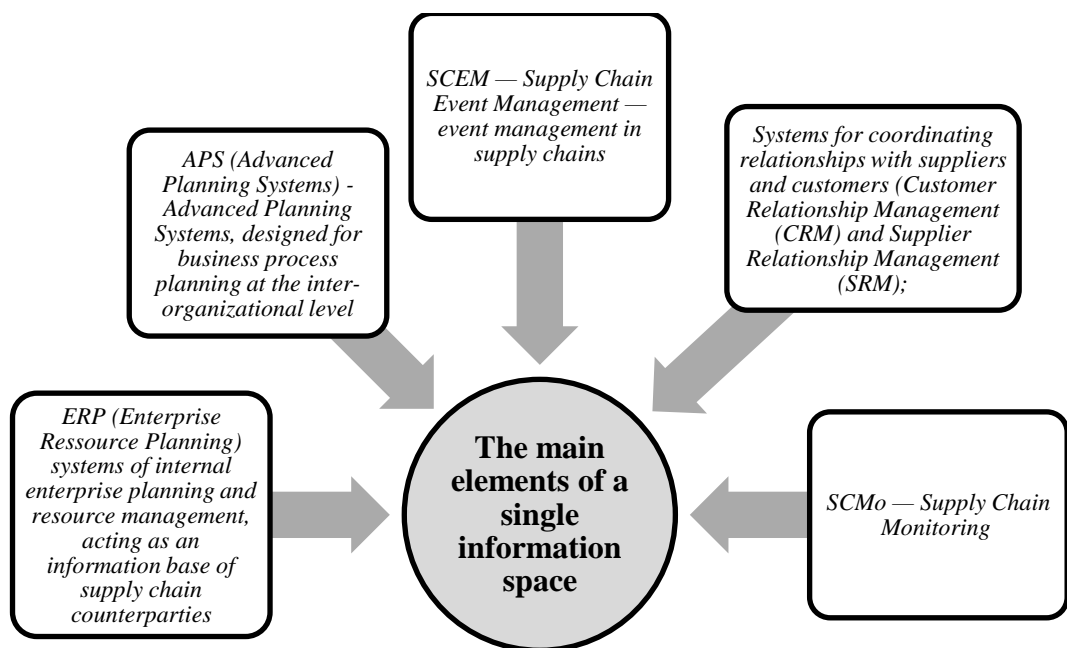 SCEM — Supply Chain
Event Management —
event management in
supply chains
APS (Advanced
Planning Systems) -
Advanced Planning
Systems, designed for
business process
planning at the inter-
organizational level
Systems for coordinating
relationships with suppliers
and customers (Customer
Relationship Management
(CRM) and Supplier
Relationship Management
(SRM);
ERP (Enterprise
Ressource Planning)
systems of internal
enterprise planning and
resource management,
acting as an
information base of
supply chain
counterparties
The main
elements of a
single
information
space
SCMo — Supply Chain
Monitoring